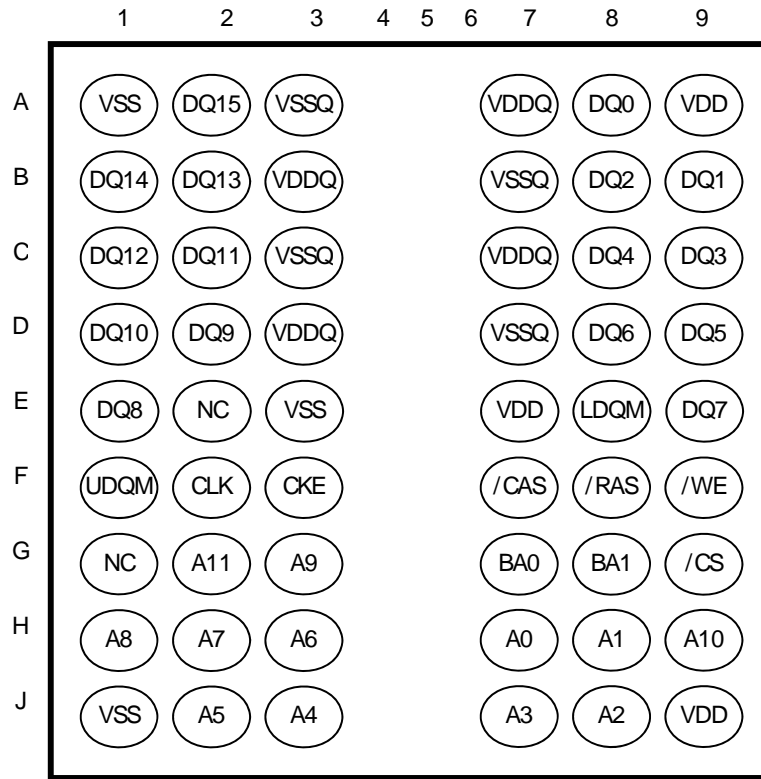 1 2 3 4 5 6 7 8 9
A VSS DQ15 VSSQ VDDQ DQ0 VDD
B DQ14 DQ13 VDDQ VSSQ DQ2 DQ1
C DQ12 DQ11 VSSQ VDDQ DQ4 DQ3
D DQ10 DQ9 VDDQ VSSQ DQ6 DQ5
E DQ8 NC VSS VDD LDQM DQ7
F UDQM CLK CKE /CAS /RAS /WE
G NC A11 A9 BA0 BA1 /CS
H A8 A7 A6 A0 A1 A10
J VSS A5 A4 A3 A2 VDD